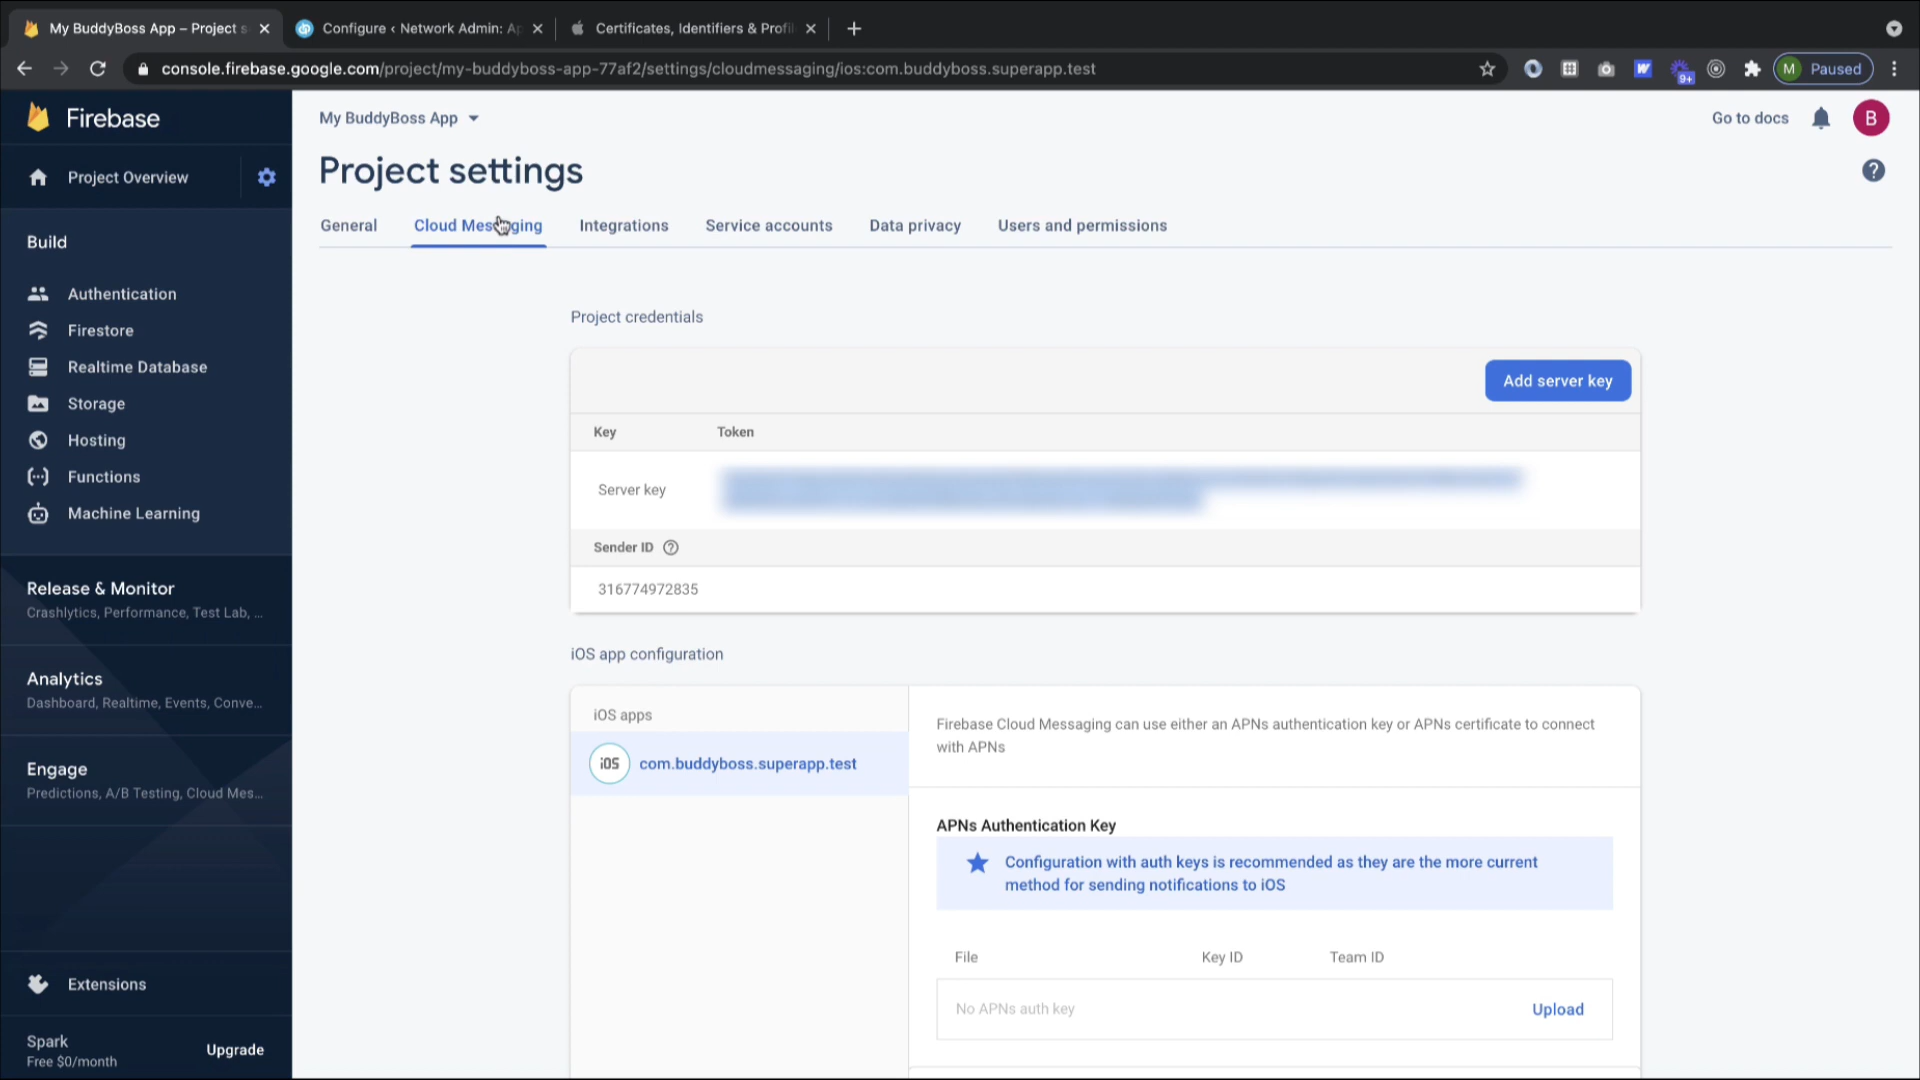 My BuddyBoss App – Project s
Configure ‹ Network Admin: Ap
Certificates, Identifiers & Profil
console.firebase.google.com/project/my-buddyboss-app-77af2/settings/cloudmessaging/ios:com.buddyboss.superapp.test
W
9+
M Paused
Firebase
My BuddyBoss App
Go to docs
B
Project Overview
Project settings
?
General
Cloud Messaging
Integrations
Service accounts
Data privacy
Users and permissions
Build
Authentication
Firestore
Realtime Database
Storage
Hosting
Functions
Machine Learning
Release & Monitor
Crashlytics, Performance, Test Lab, ...
Analytics
Dashboard, Realtime, Events, Conve...
Engage
Predictions, A/B Testing, Cloud Mes...
Extensions
Spark
Free $0/month
Upgrade
Project credentials
Add server key
Key
Token
Server key
Sender ID ?
316774972835
iOS app configuration
iOS apps
iOS com.buddyboss.superapp.test
Firebase Cloud Messaging can use either an APNs authentication key or APNs certificate to connect
with APNs
APNs Authentication Key
Configuration with auth keys is recommended as they are the more current
method for sending notifications to iOS
File
Key ID
Team ID
No APNs auth key
Upload